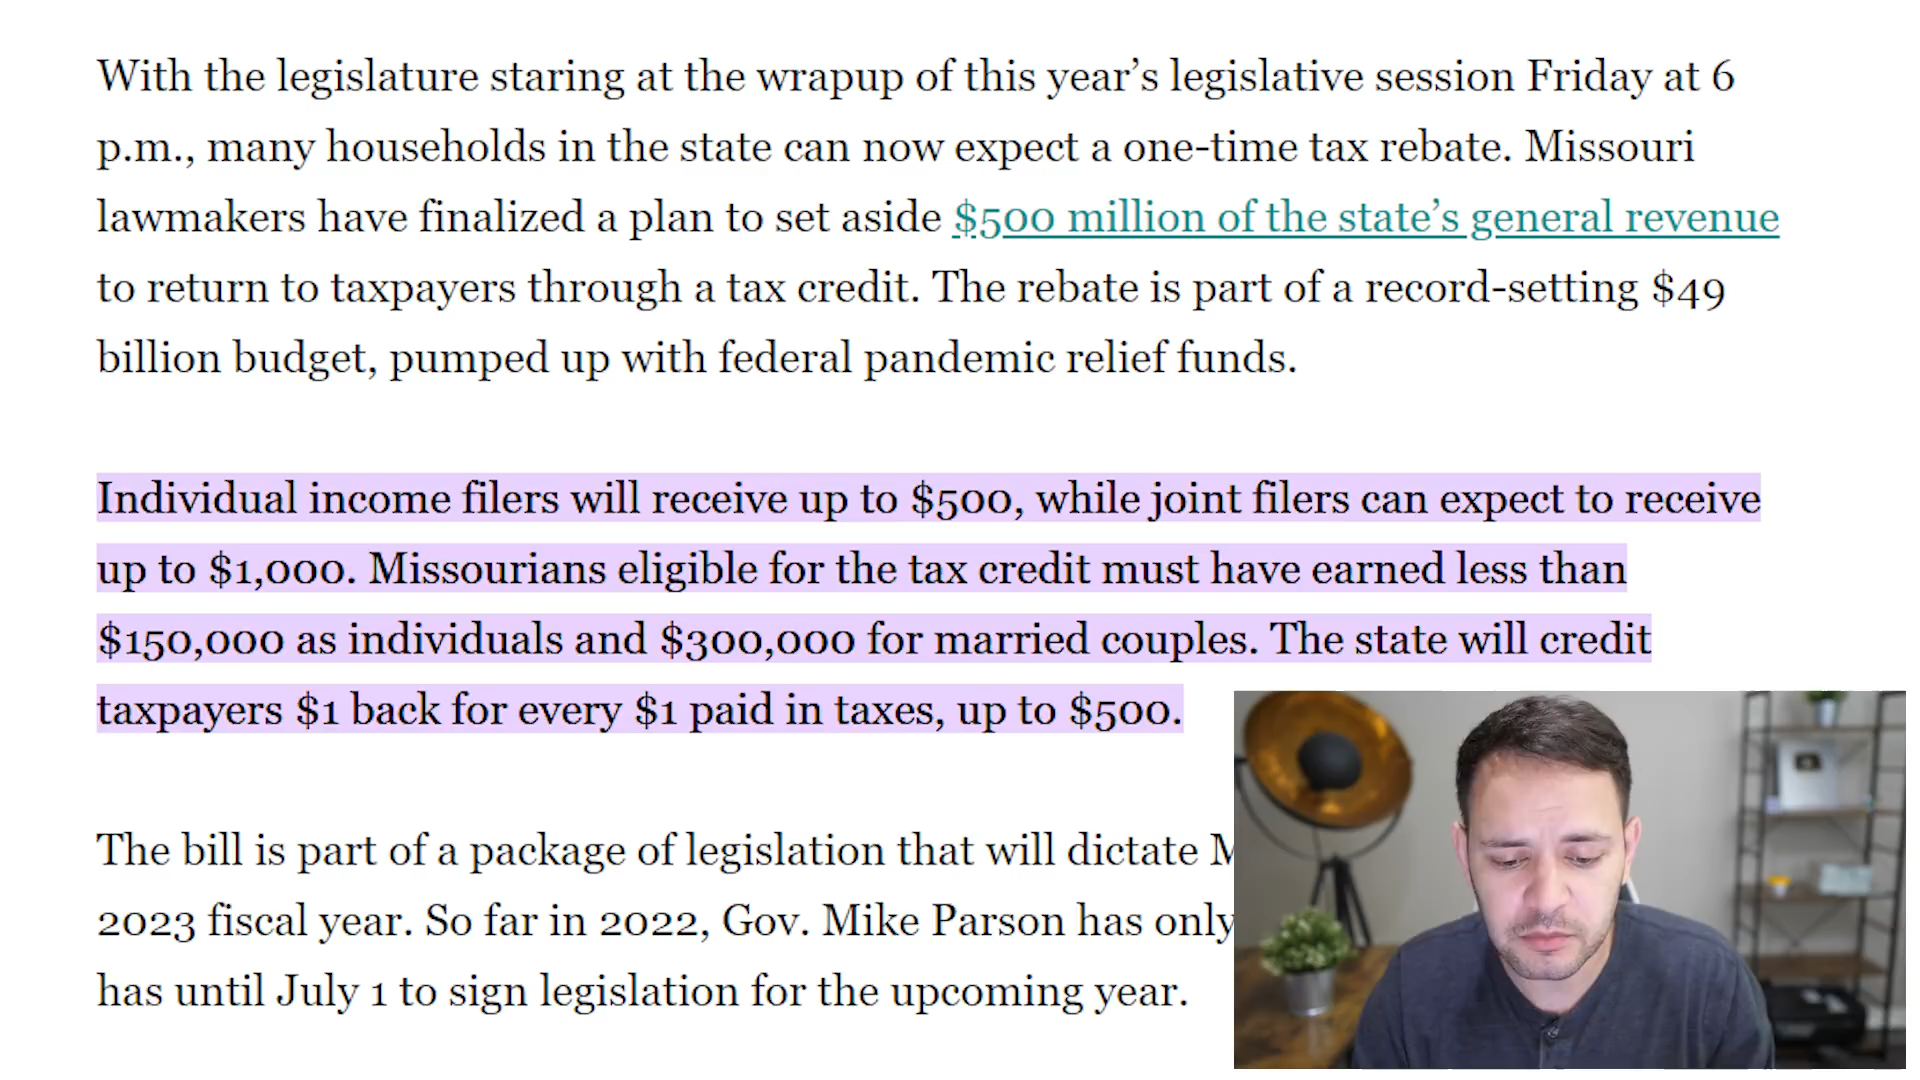 With the legislature staring at the wrapup of this year’s legislative session Friday at 6
p.m., many households in the state can now expect a one-time tax rebate. Missouri
lawmakers have finalized a plan to set aside $500 million of the state’s general revenue
to return to taxpayers through a tax credit. The rebate is part of a record-setting $49
billion budget, pumped up with federal pandemic relief funds.
Individual income filers will receive up to $500, while joint filers can expect to receive
up to $1,000. Missourians eligible for the tax credit must have earned less than
$150,000 as individuals and $300,000 for married couples. The state will credit
taxpayers $1 back for every $1 paid in taxes, up to $500.
The bill is part of a package of legislation that will dictate
2023 fiscal year. So far in 2022, Gov. Mike Parson has only
has until July 1 to sign legislation for the upcoming year.